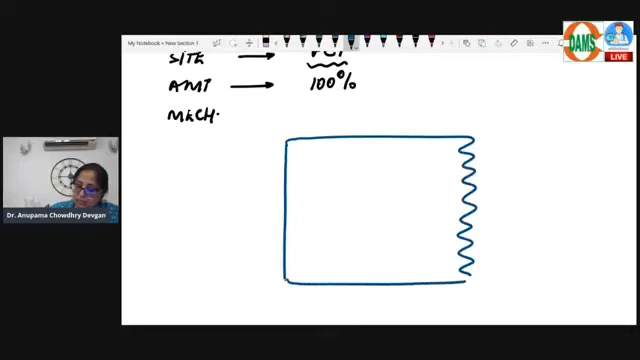 My Notebook > New Section 1
DAMS
LIVE
SITE →
AMT → 100%
MECH.
Dr. Anupama Chowdhry Devgan